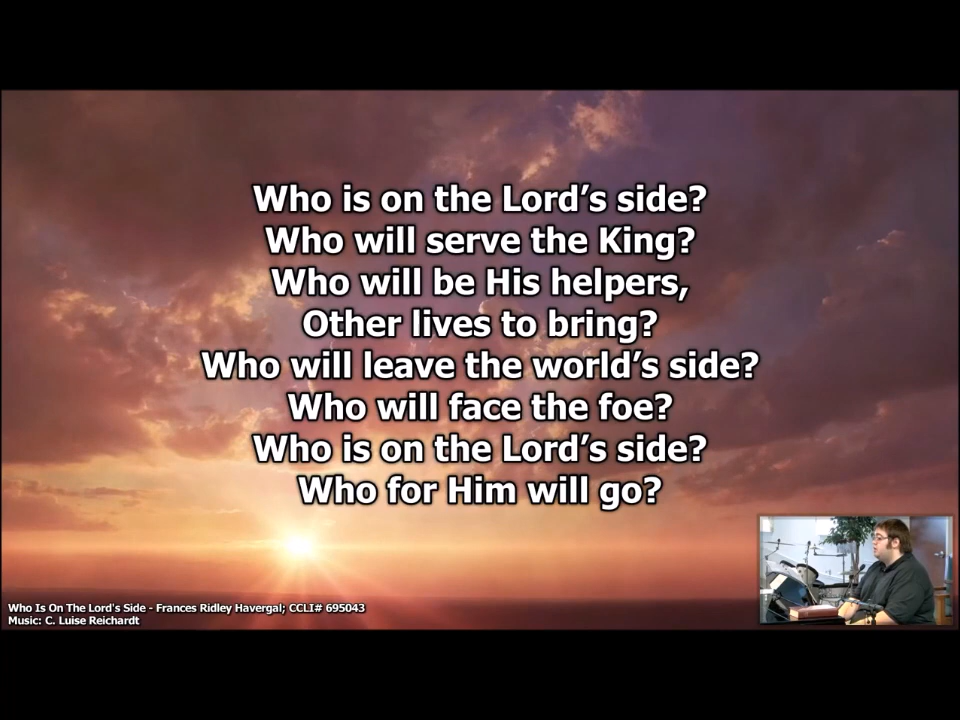 Who is on the Lord’s side?
Who will serve the King?
Who will be His helpers,
Other lives to bring?
Who will leave the world’s side?
Who will face the foe?
Who is on the Lord’s side?
Who for Him will go?
Who Is On The Lord's Side - Frances Ridley Havergal; CCLI# 695043
Music: C. Luise Reichardt